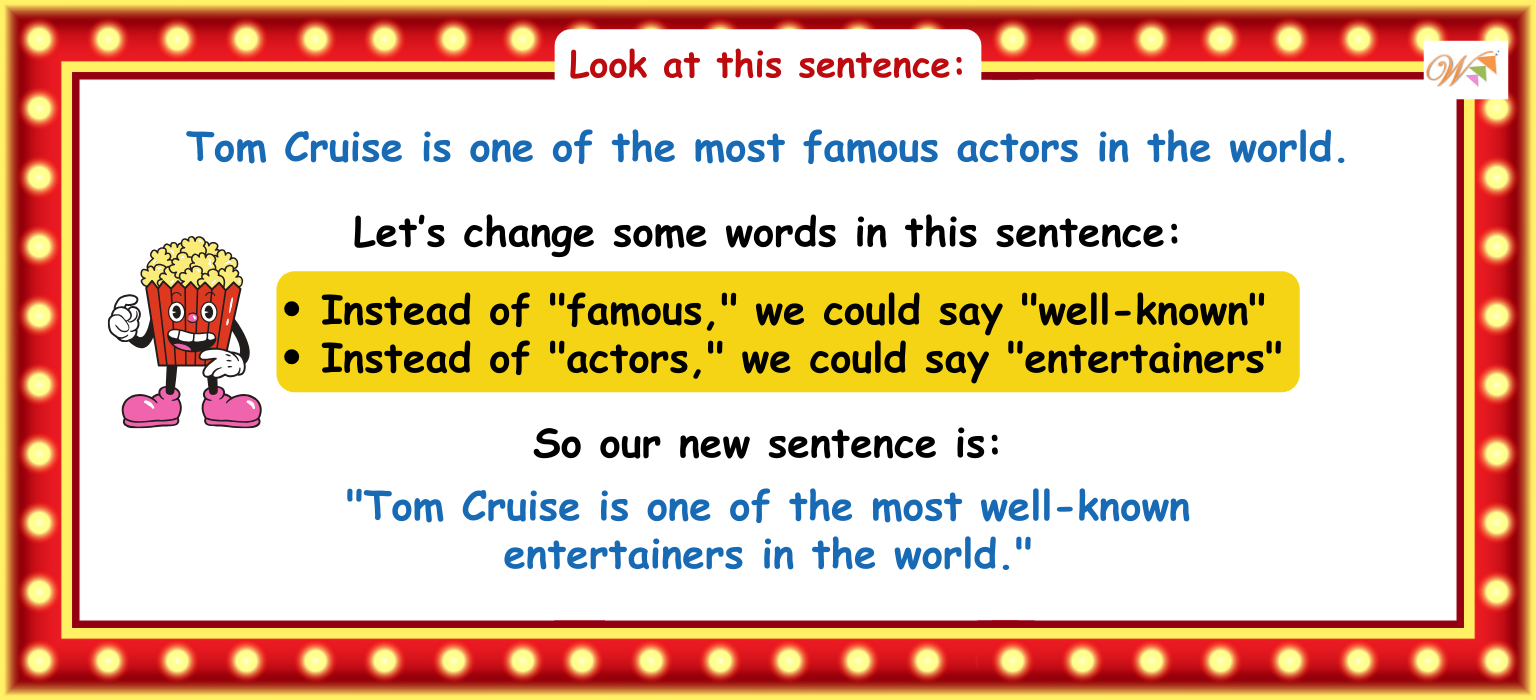 Look at this sentence:
W
Tom Cruise is one of the most famous actors in the world.
Let's change some words in this sentence:
• Instead of "famous," we could say "well-known"
• Instead of "actors," we could say "entertainers"
So our new sentence is:
"Tom Cruise is one of the most well-known
entertainers in the world."